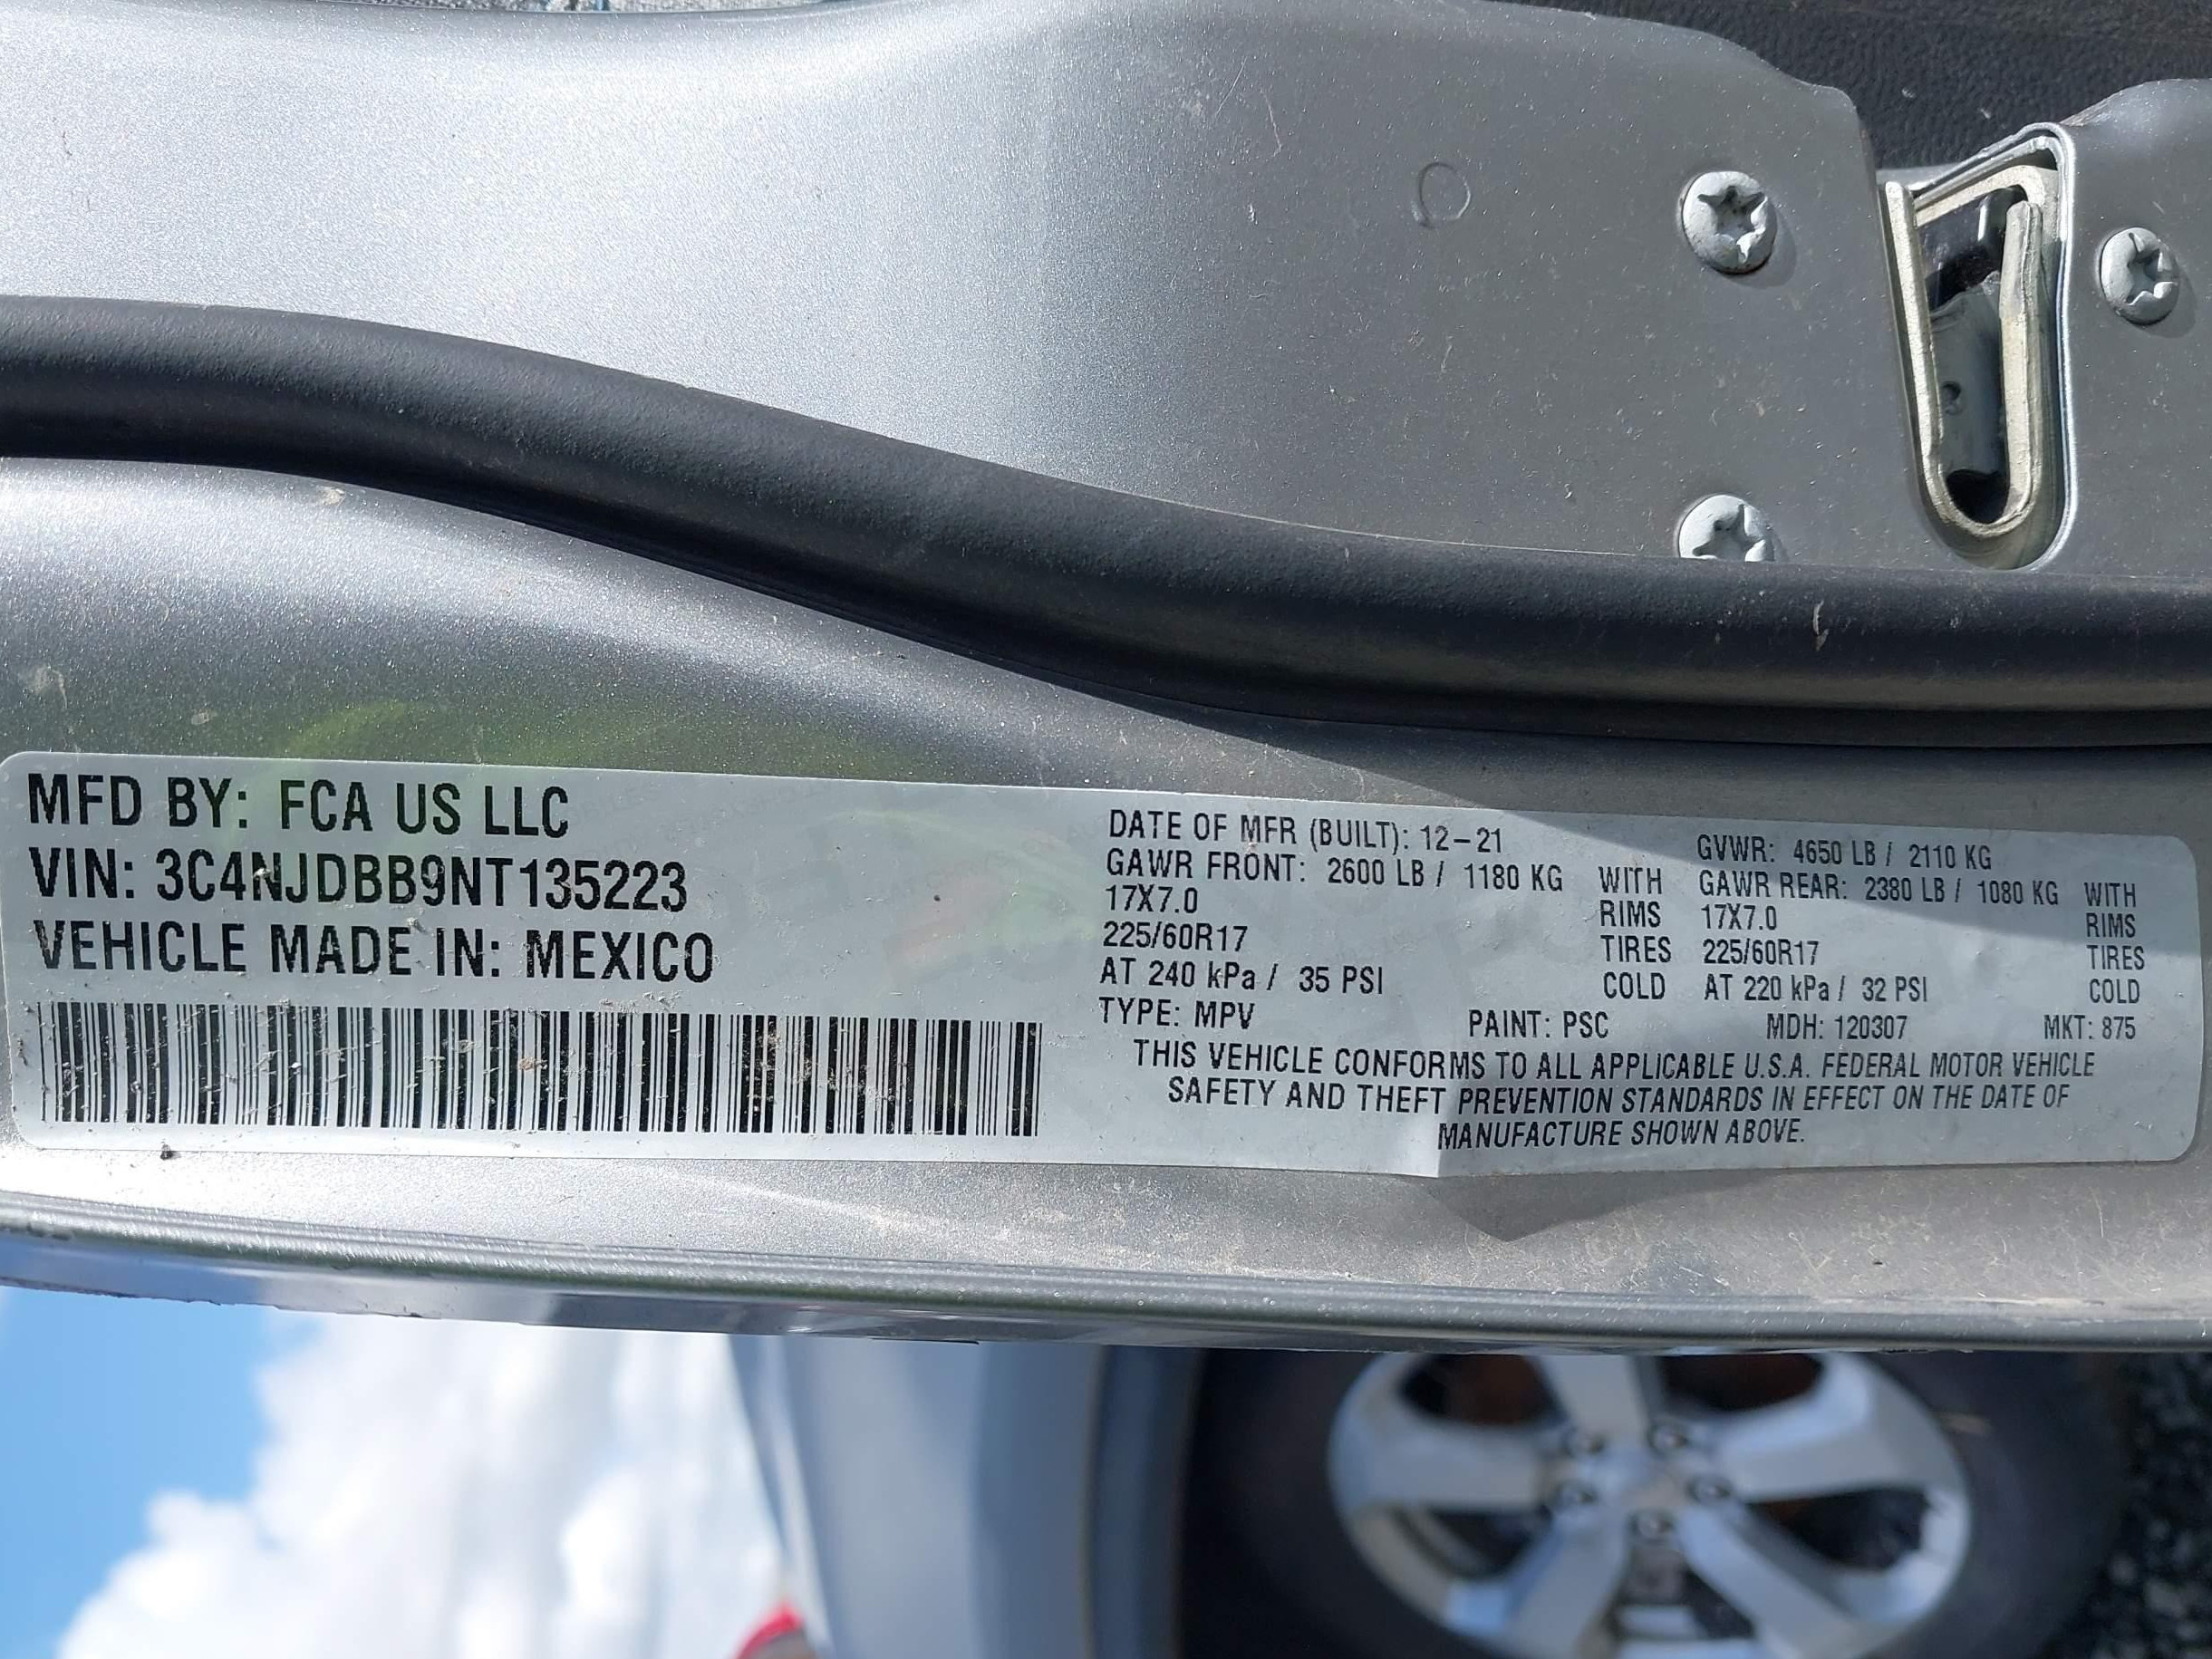 MFD BY: FCA US LLC
VIN: 3C4NJDBB9NT135223
VEHICLE MADE IN: MEXICO
DATE OF MFR (BUILT): 12-21 GVWR: 4650 LB / 2110 KG
GAWR FRONT: 2600 LB / 1180 KG WITH GAWR REAR: 2380 LB / 1080 KG WITH
17X7.0 RIMS 17X7.0 RIMS
225/60R17 TIRES 225/60R17 TIRES
AT 240 kPa / 35 PSI COLD AT 220 kPa / 32 PSI COLD
TYPE: MPV PAINT: PSC MDH: 120307 MKT: 875
THIS VEHICLE CONFORMS TO ALL APPLICABLE U.S.A. FEDERAL MOTOR VEHICLE
SAFETY AND THEFT PREVENTION STANDARDS IN EFFECT ON THE DATE OF
MANUFACTURE SHOWN ABOVE.